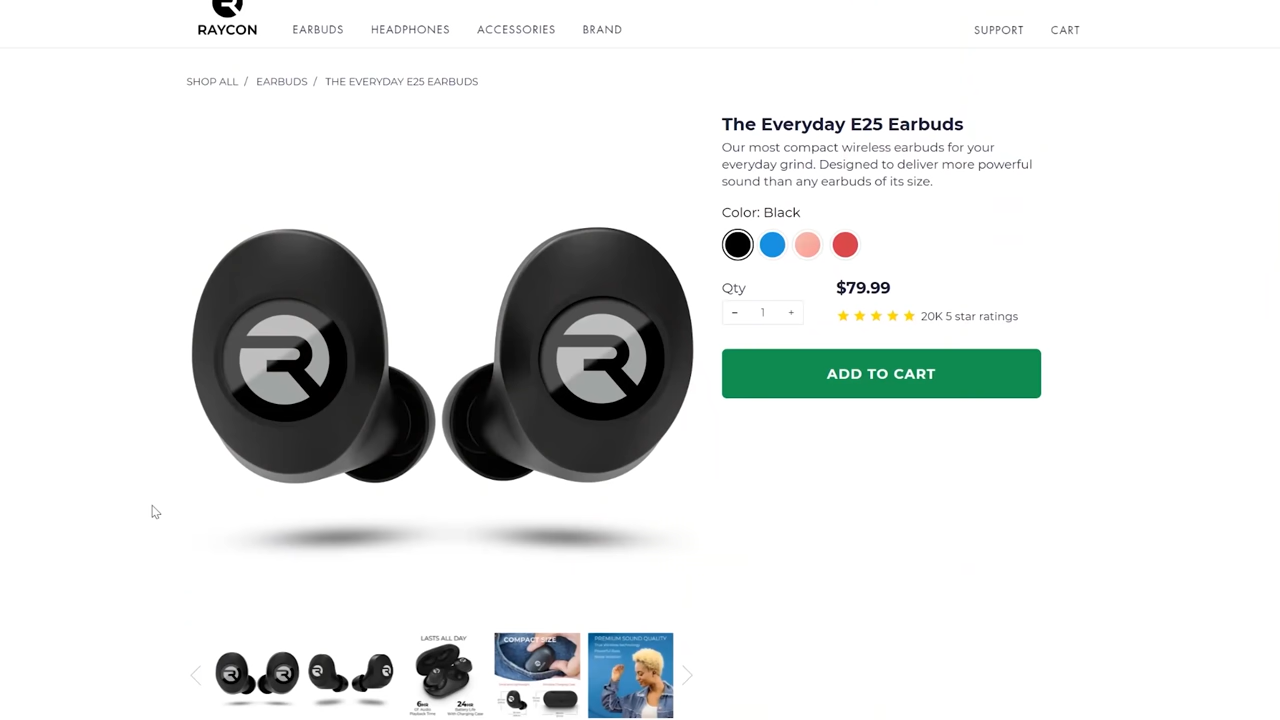 RAYCON
EARBUDS
HEADPHONES
ACCESSORIES
BRAND
SUPPORT
CART
SHOP ALL / EARBUDS / THE EVERYDAY E25 EARBUDS
The Everyday E25 Earbuds
Our most compact wireless earbuds for your
everyday grind. Designed to deliver more powerful
sound than any earbuds of its size.
Color: Black
Qty
$79.99
- 1 +
20K 5 star ratings
ADD TO CART
LASTS ALL DAY
COMPACT SIZE
PREMIUM SOUND QUALITY